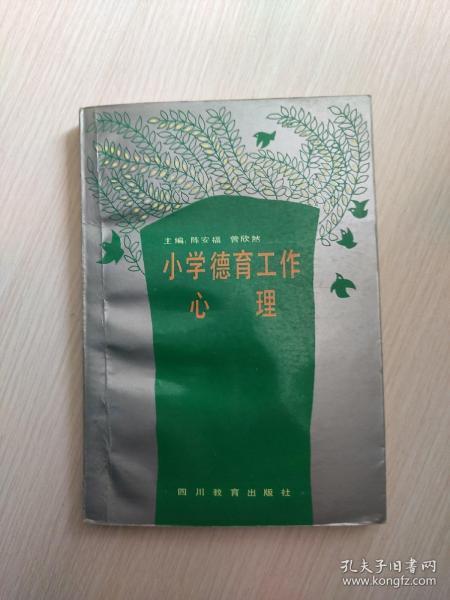 主编:陈安福 曾欣然
小学德育工作
心理
四川教育出版社
孔夫子旧书网
www.kongfz.com